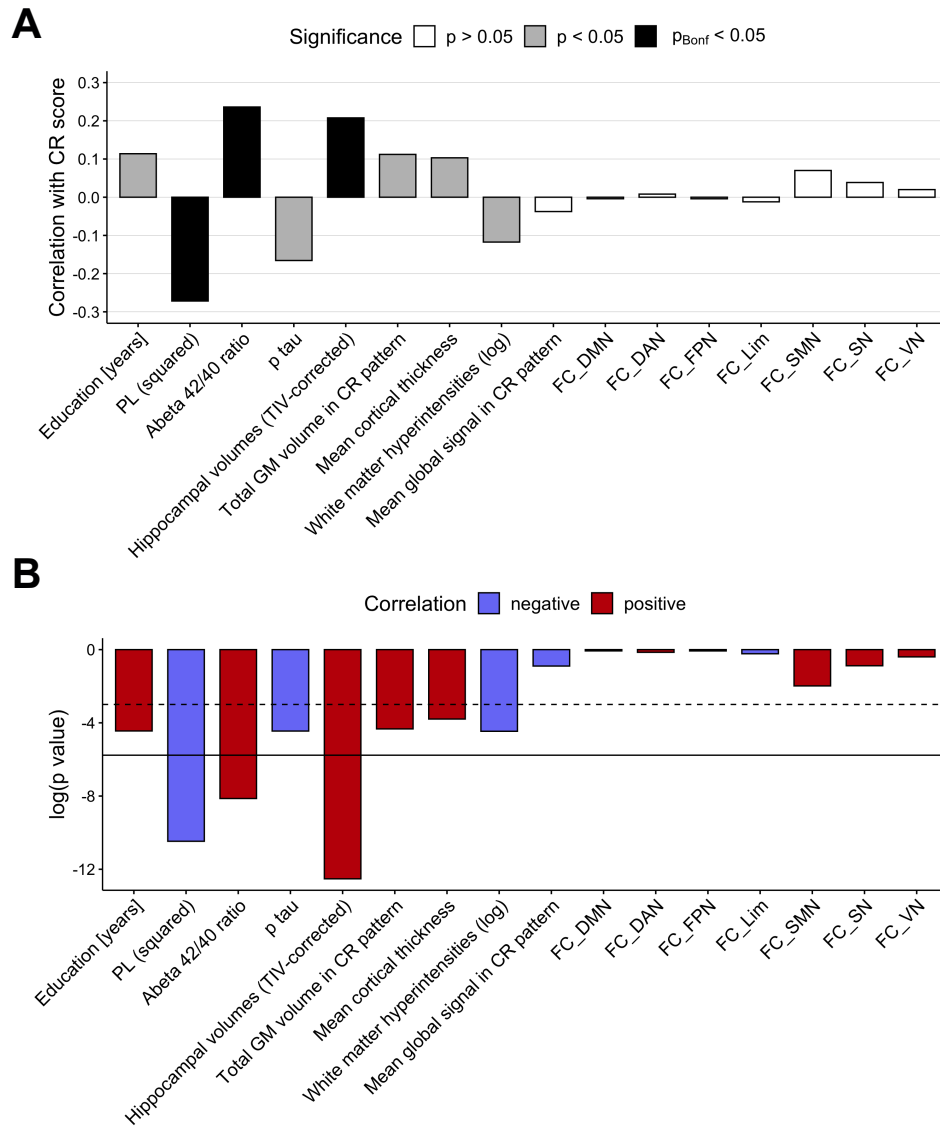 A
Significance p > 0.05 p < 0.05 pBonf < 0.05
Correlation with CR score
0.3
0.2
0.1
0.0
-0.1
-0.2
-0.3
Education [years]
PL (squared)
Abeta 42/40 ratio
p tau
Hippocampal volumes (TIV-corrected)
Total GM volume in CR pattern
Mean cortical thickness
White matter hyperintensities (log)
Mean global signal in CR pattern
FC_DMN
FC_DAN
FC_FPN
FC_Lim
FC_SMN
FC_SN
FC_VN
B
Correlation negative positive
log(p value)
0
-4
-8
-12
Education [years]
PL (squared)
Abeta 42/40 ratio
p tau
Hippocampal volumes (TIV-corrected)
Total GM volume in CR pattern
Mean cortical thickness
White matter hyperintensities (log)
Mean global signal in CR pattern
FC_DMN
FC_DAN
FC_FPN
FC_Lim
FC_SMN
FC_SN
FC_VN